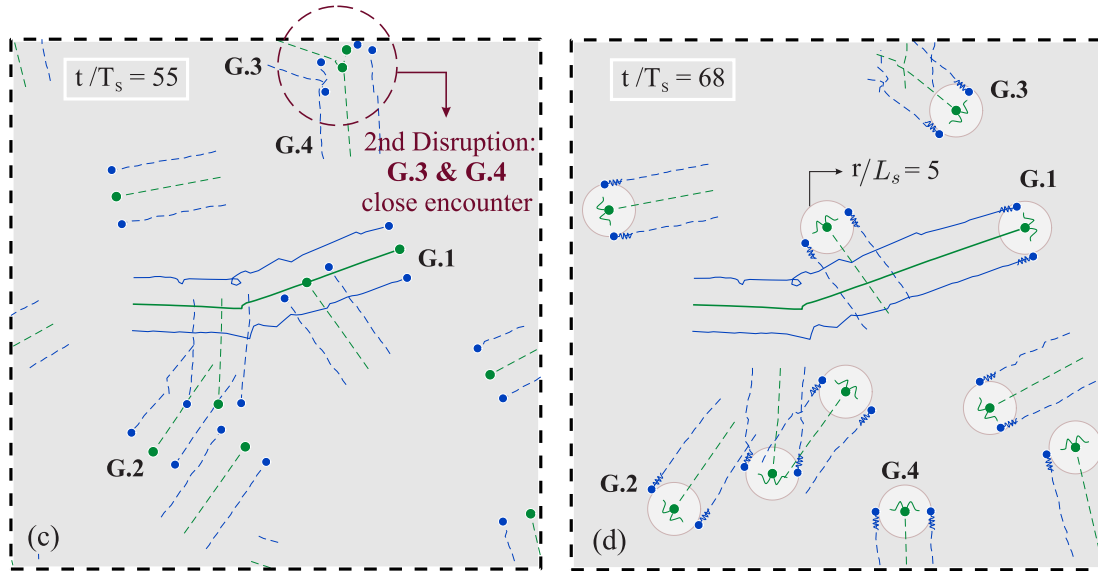 t/Tₛ = 55
G.3
G.4
2nd Disruption:
G.3 & G.4
close encounter
G.1
G.2
(c)
t/Tₛ = 68
G.3
r/Lₛ = 5
G.1
G.2
G.4
(d)